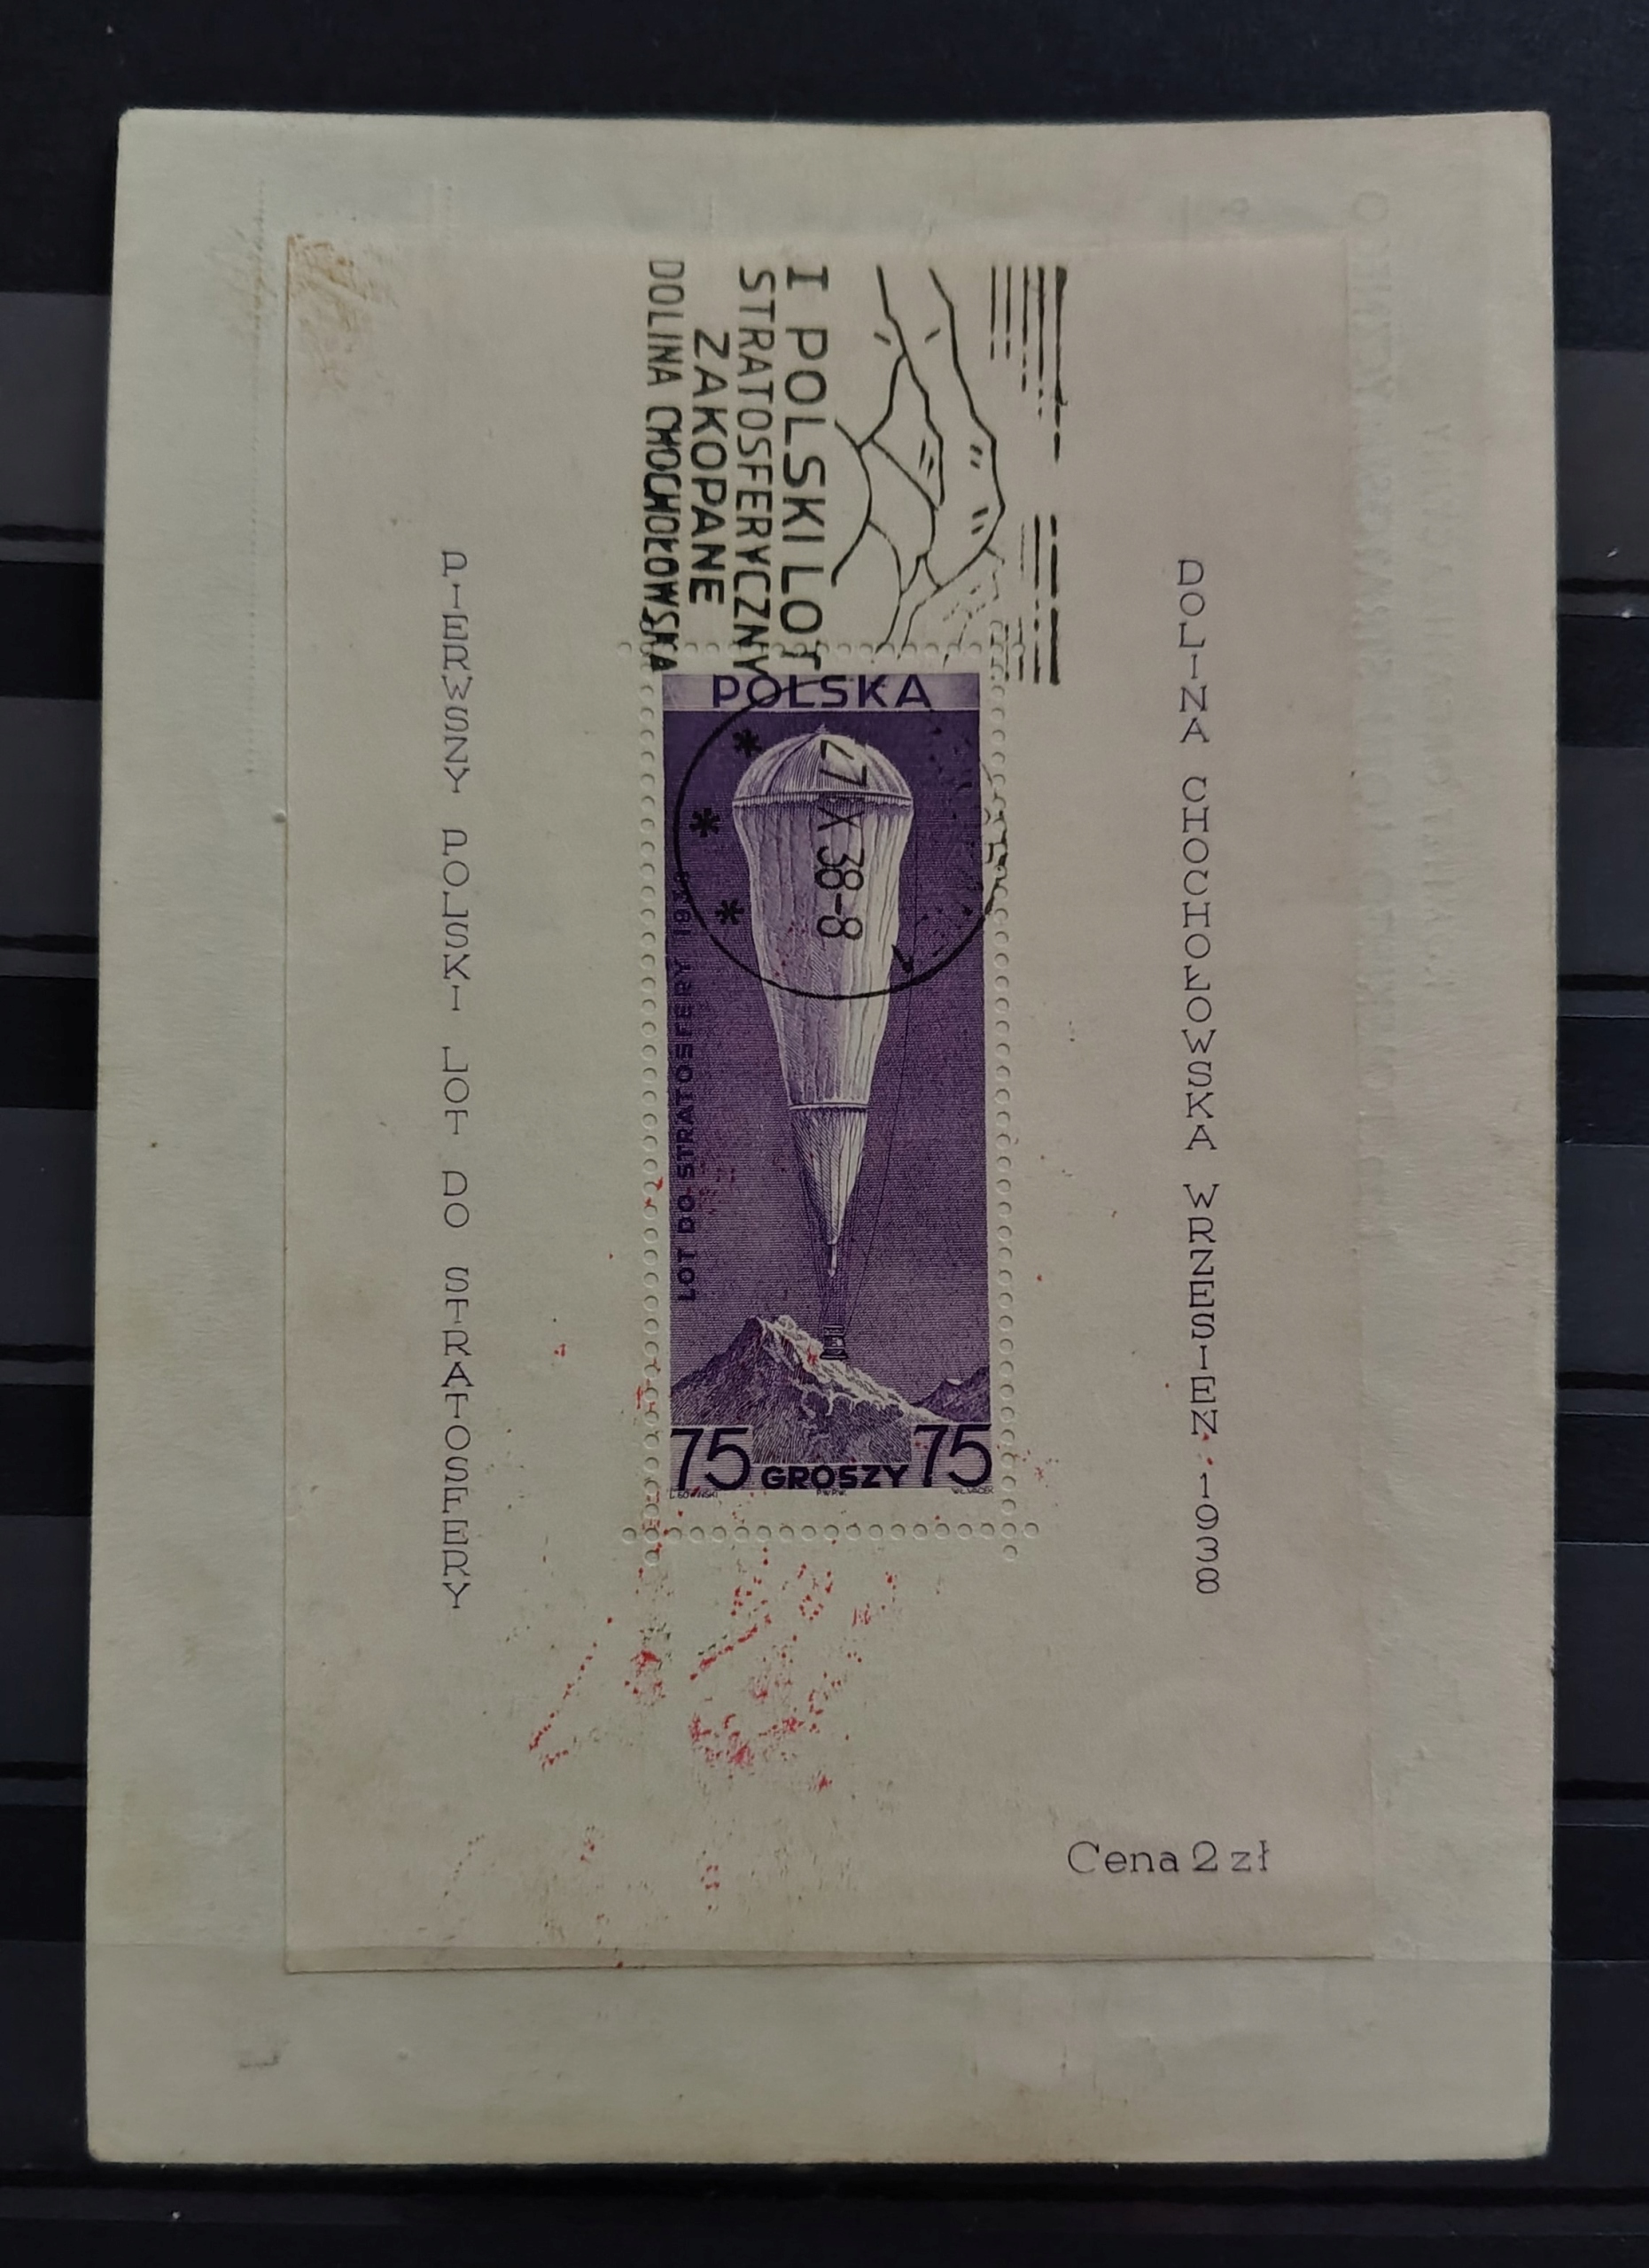 I POLSKI LOT
STRATOSFERYCZNY
ZAKOPANE
DOLINA CHOCHOŁOWSKA
PIERWSZY POLSKI LOT DO STRATOSFERY
POLSKA
27 X 38-8
LOT DO STRATOSFERY 1938
75 GROSZY 75
P.W.P.W.
DOLINA CHOCHOŁOWSKA WRZESIEŃ 1938
Cena 2 zł